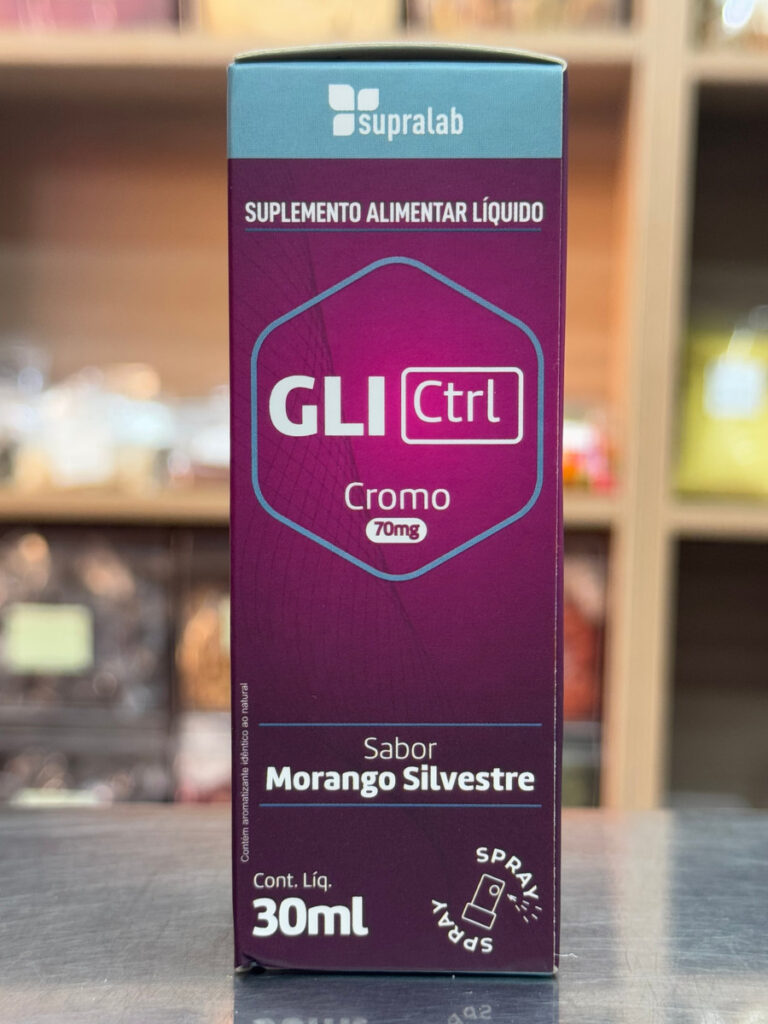 supralab
SUPLEMENTO ALIMENTAR LÍQUIDO
GLI Ctrl
Cromo
70mg
Contém aromatizante idêntico ao natural
Sabor
Morango Silvestre
Cont. Líq.
30ml
SPRAY
SPRAY